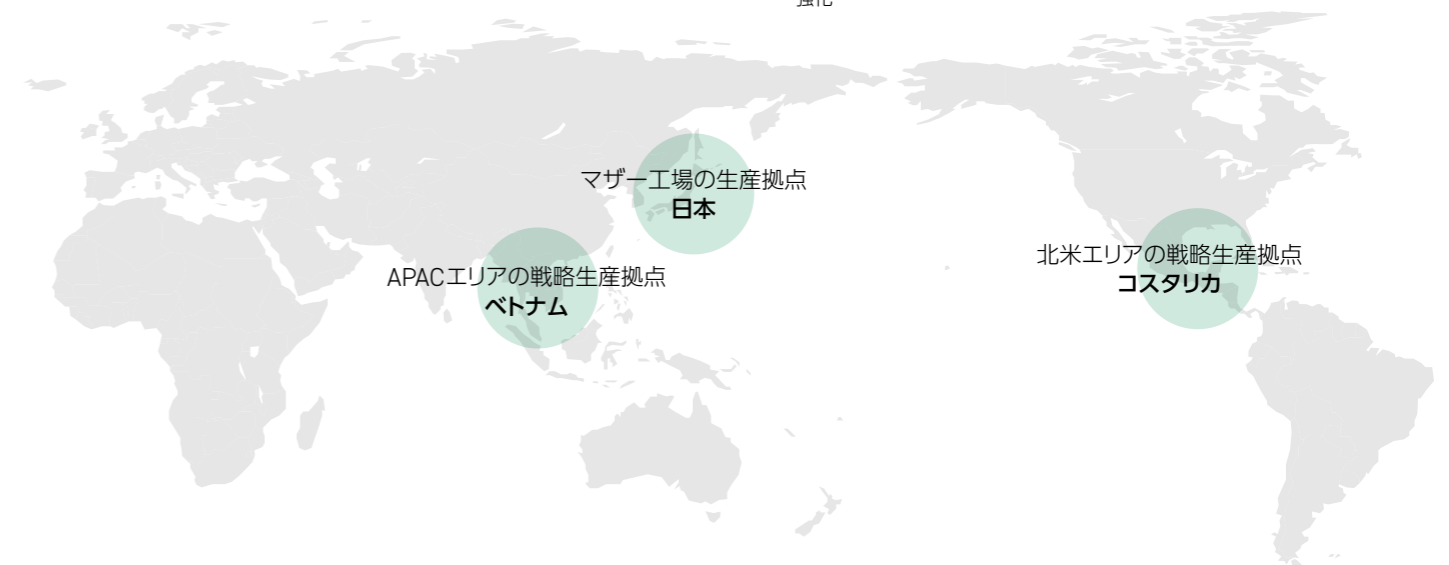 強化
マザー工場の生産拠点
日本
APACエリアの戦略生産拠点
ベトナム
北米エリアの戦略生産拠点
コスタリカ